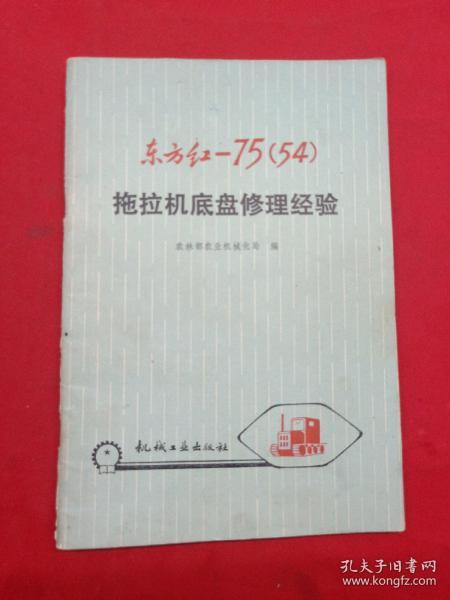 东方红-75(54)
拖拉机底盘修理经验
农林部农业机械化局 编
机械工业出版社
孔夫子旧书网
www.kongfz.com